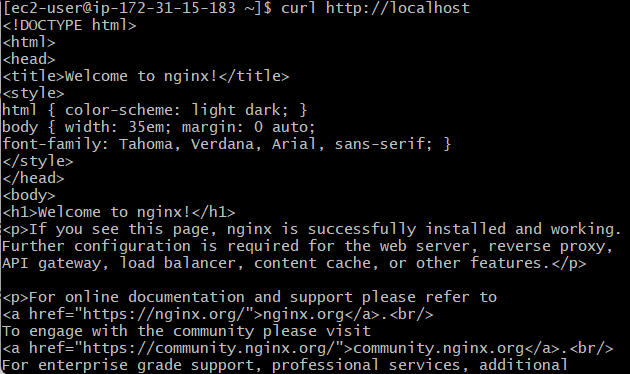 [ec2-user@ip-172-31-15-183 ~]$ curl http://localhost
<!DOCTYPE html>
<html>
<head>
<title>Welcome to nginx!</title>
<style>
html { color-scheme: light dark; }
body { width: 35em; margin: 0 auto;
font-family: Tahoma, Verdana, Arial, sans-serif; }
</style>
</head>
<body>
<h1>Welcome to nginx!</h1>
<p>If you see this page, nginx is successfully installed and working.
Further configuration is required for the web server, reverse proxy,
API gateway, load balancer, content cache, or other features.</p>

<p>For online documentation and support please refer to
<a href="https://nginx.org/">nginx.org</a>.<br/>
To engage with the community please visit
<a href="https://community.nginx.org/">community.nginx.org</a>.<br/>
For enterprise grade support, professional services, additional